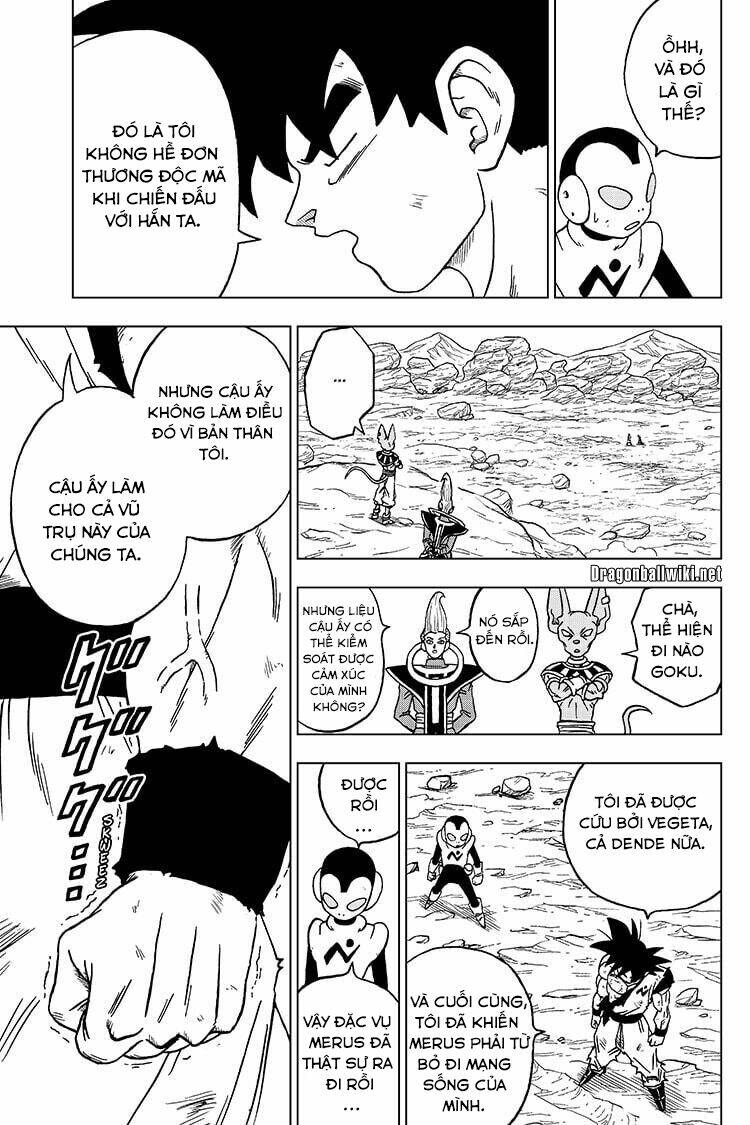 ỒHH,
VÀ ĐÓ
LÀ GÌ
THẾ?
ĐÓ LÀ TÔI
KHÔNG HỀ ĐƠN
THƯƠNG ĐỘC MÃ
KHI CHIẾN ĐẤU
VỚI HẮN TA.
...
Dragonballwiki.net
CHÀ,
THỂ HIỆN
ĐI NÀO
GOKU.
NÓ SẮP
ĐẾN RỒI.
NHƯNG LIỆU
CẬU ẤY CÓ
THỂ KIỂM
SOÁT ĐƯỢC
CẢM XÚC
CỦA MÌNH
KHÔNG?
TÔI ĐÃ ĐƯỢC
CỨU BỞI VEGETA,
CẢ DENDE NỮA.
VÀ CUỐI CÙNG,
TÔI ĐÃ KHIẾN
MERUS PHẢI TỪ
BỎ ĐI MẠNG
SỐNG CỦA
MÌNH.
ĐƯỢC
RỒI
...
VẬY ĐẶC VỤ
MERUS ĐÃ
THẬT SỰ RA
ĐI RỒI
...
NHƯNG CẬU ẤY
KHÔNG LÀM ĐIỀU
ĐÓ VÌ BẢN THÂN
TÔI.
CẬU ẤY LÀM
CHO CẢ VŨ
TRỤ NÀY CỦA
CHÚNG TA.
グググ…